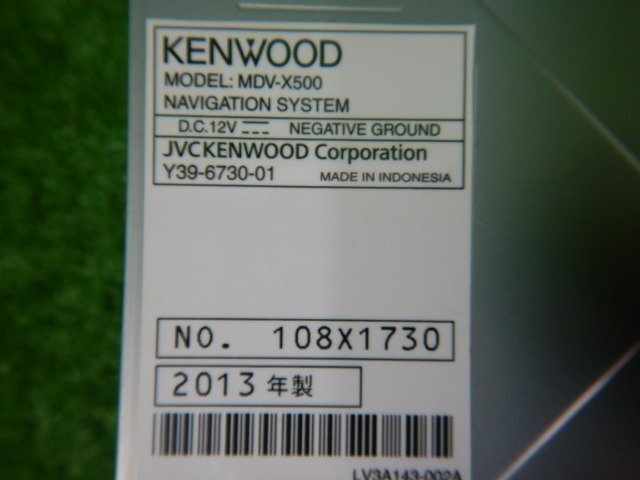 KENWOOD
MODEL: MDV-X500
NAVIGATION SYSTEM
D.C.12V ⎓ NEGATIVE GROUND
JVCKENWOOD Corporation
Y39-6730-01 MADE IN INDONESIA
NO. 108X1730
2013 年製
LV3A143-002A